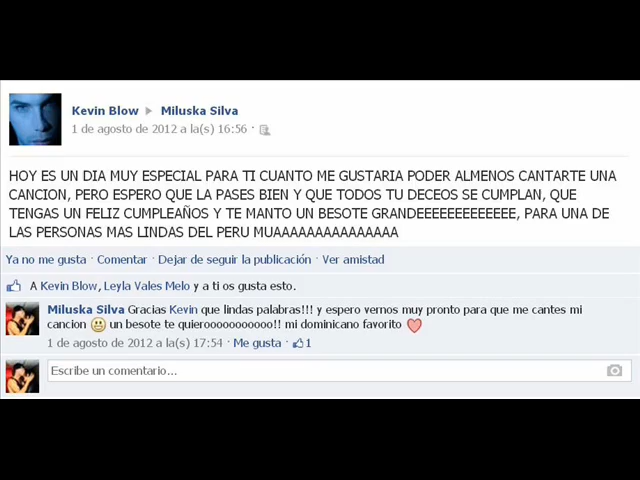 Kevin Blow ▶ Miluska Silva
1 de agosto de 2012 a la(s) 16:56 ·
HOY ES UN DIA MUY ESPECIAL PARA TI CUANTO ME GUSTARIA PODER ALMENOS CANTARTE UNA
CANCION, PERO ESPERO QUE LA PASES BIEN Y QUE TODOS TU DECEOS SE CUMPLAN, QUE
TENGAS UN FELIZ CUMPLEAÑOS Y TE MANTO UN BESOTE GRANDEEEEEEEEEEEEE, PARA UNA DE
LAS PERSONAS MAS LINDAS DEL PERU MUAAAAAAAAAAAAAAA
Ya no me gusta · Comentar · Dejar de seguir la publicación · Ver amistad
A Kevin Blow, Leyla Vales Melo y a ti os gusta esto.
Miluska Silva Gracias Kevin que lindas palabras!!! y espero vernos muy pronto para que me cantes mi
cancion 😬 un besote te quierooooooooooo!! mi dominicano favorito ❤
1 de agosto de 2012 a la(s) 17:54 · Me gusta · 1
Escribe un comentario...